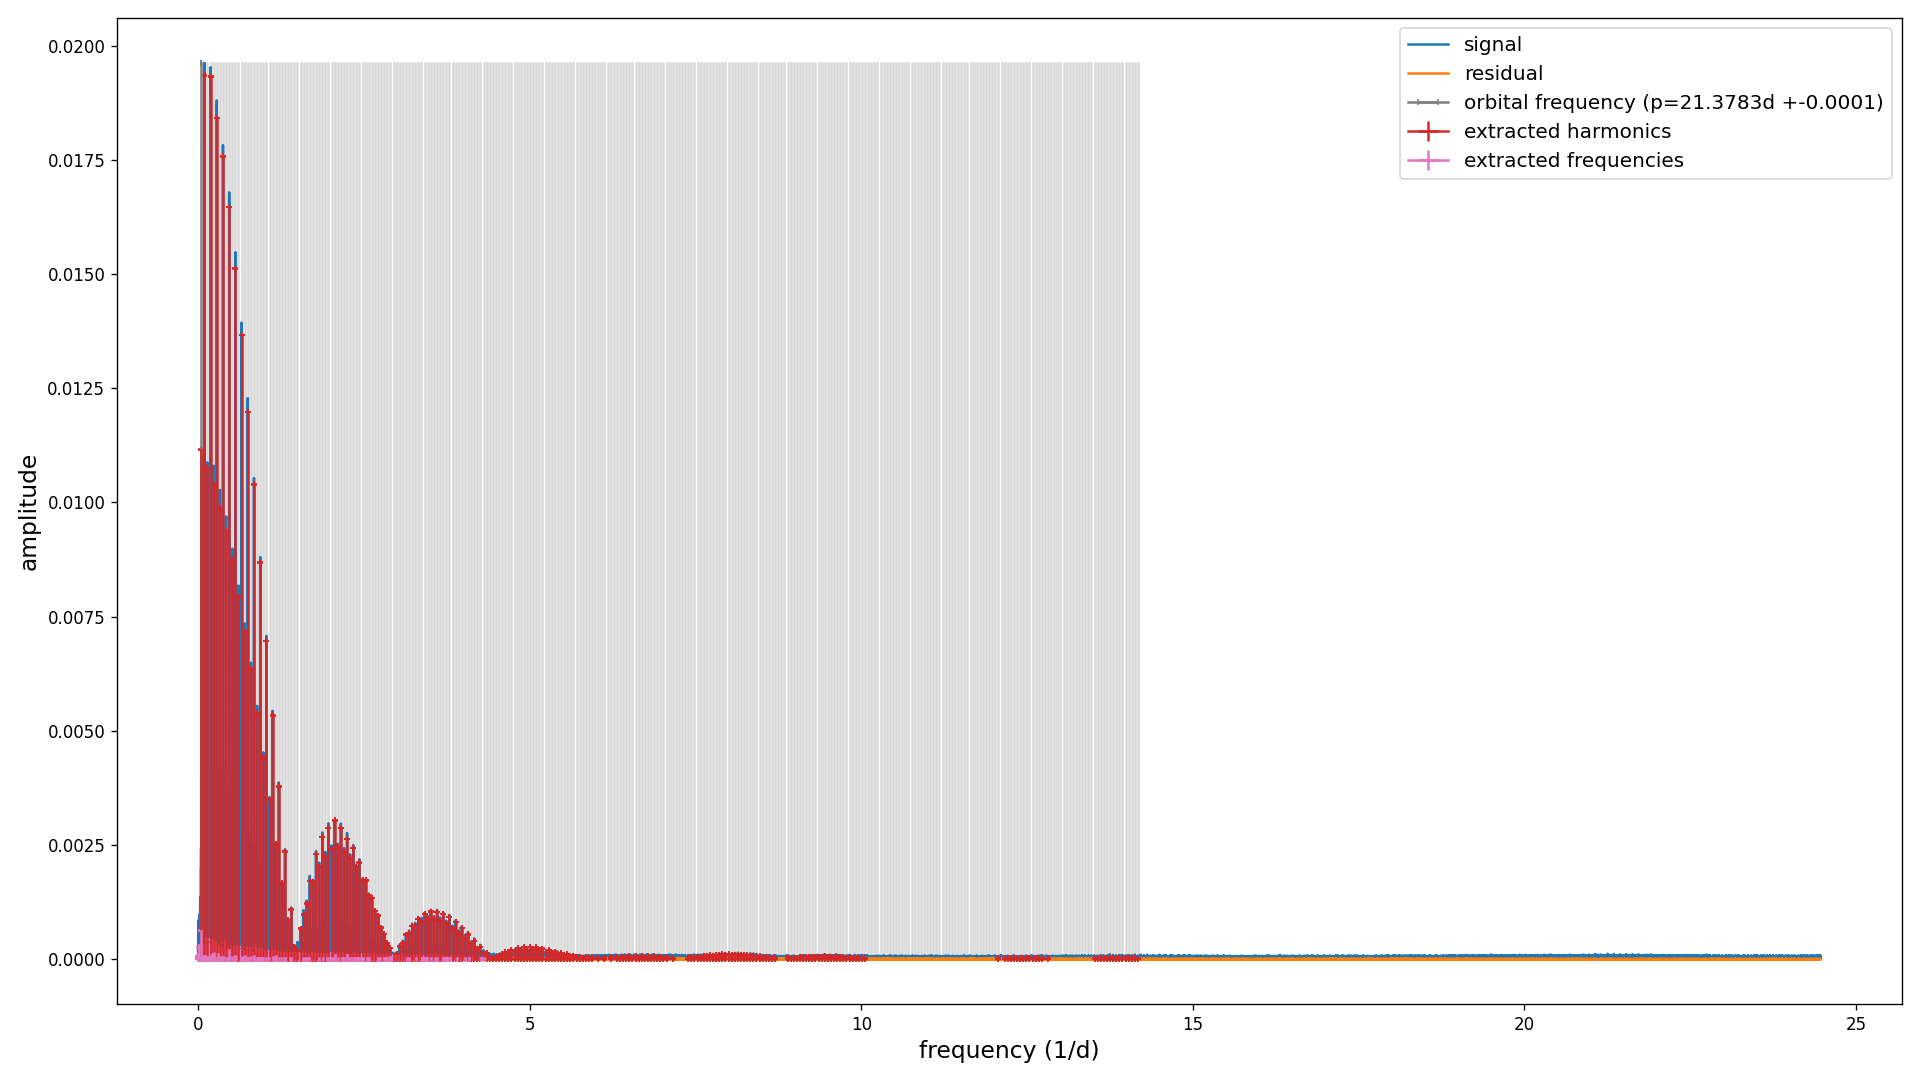 0.0200
0.0175
0.0150
0.0125
0.0100
0.0075
0.0050
0.0025
0.0000
amplitude
0 5 10 15 20 25
frequency (1/d)
signal
residual
orbital frequency (p=21.3783d +-0.0001)
extracted harmonics
extracted frequencies